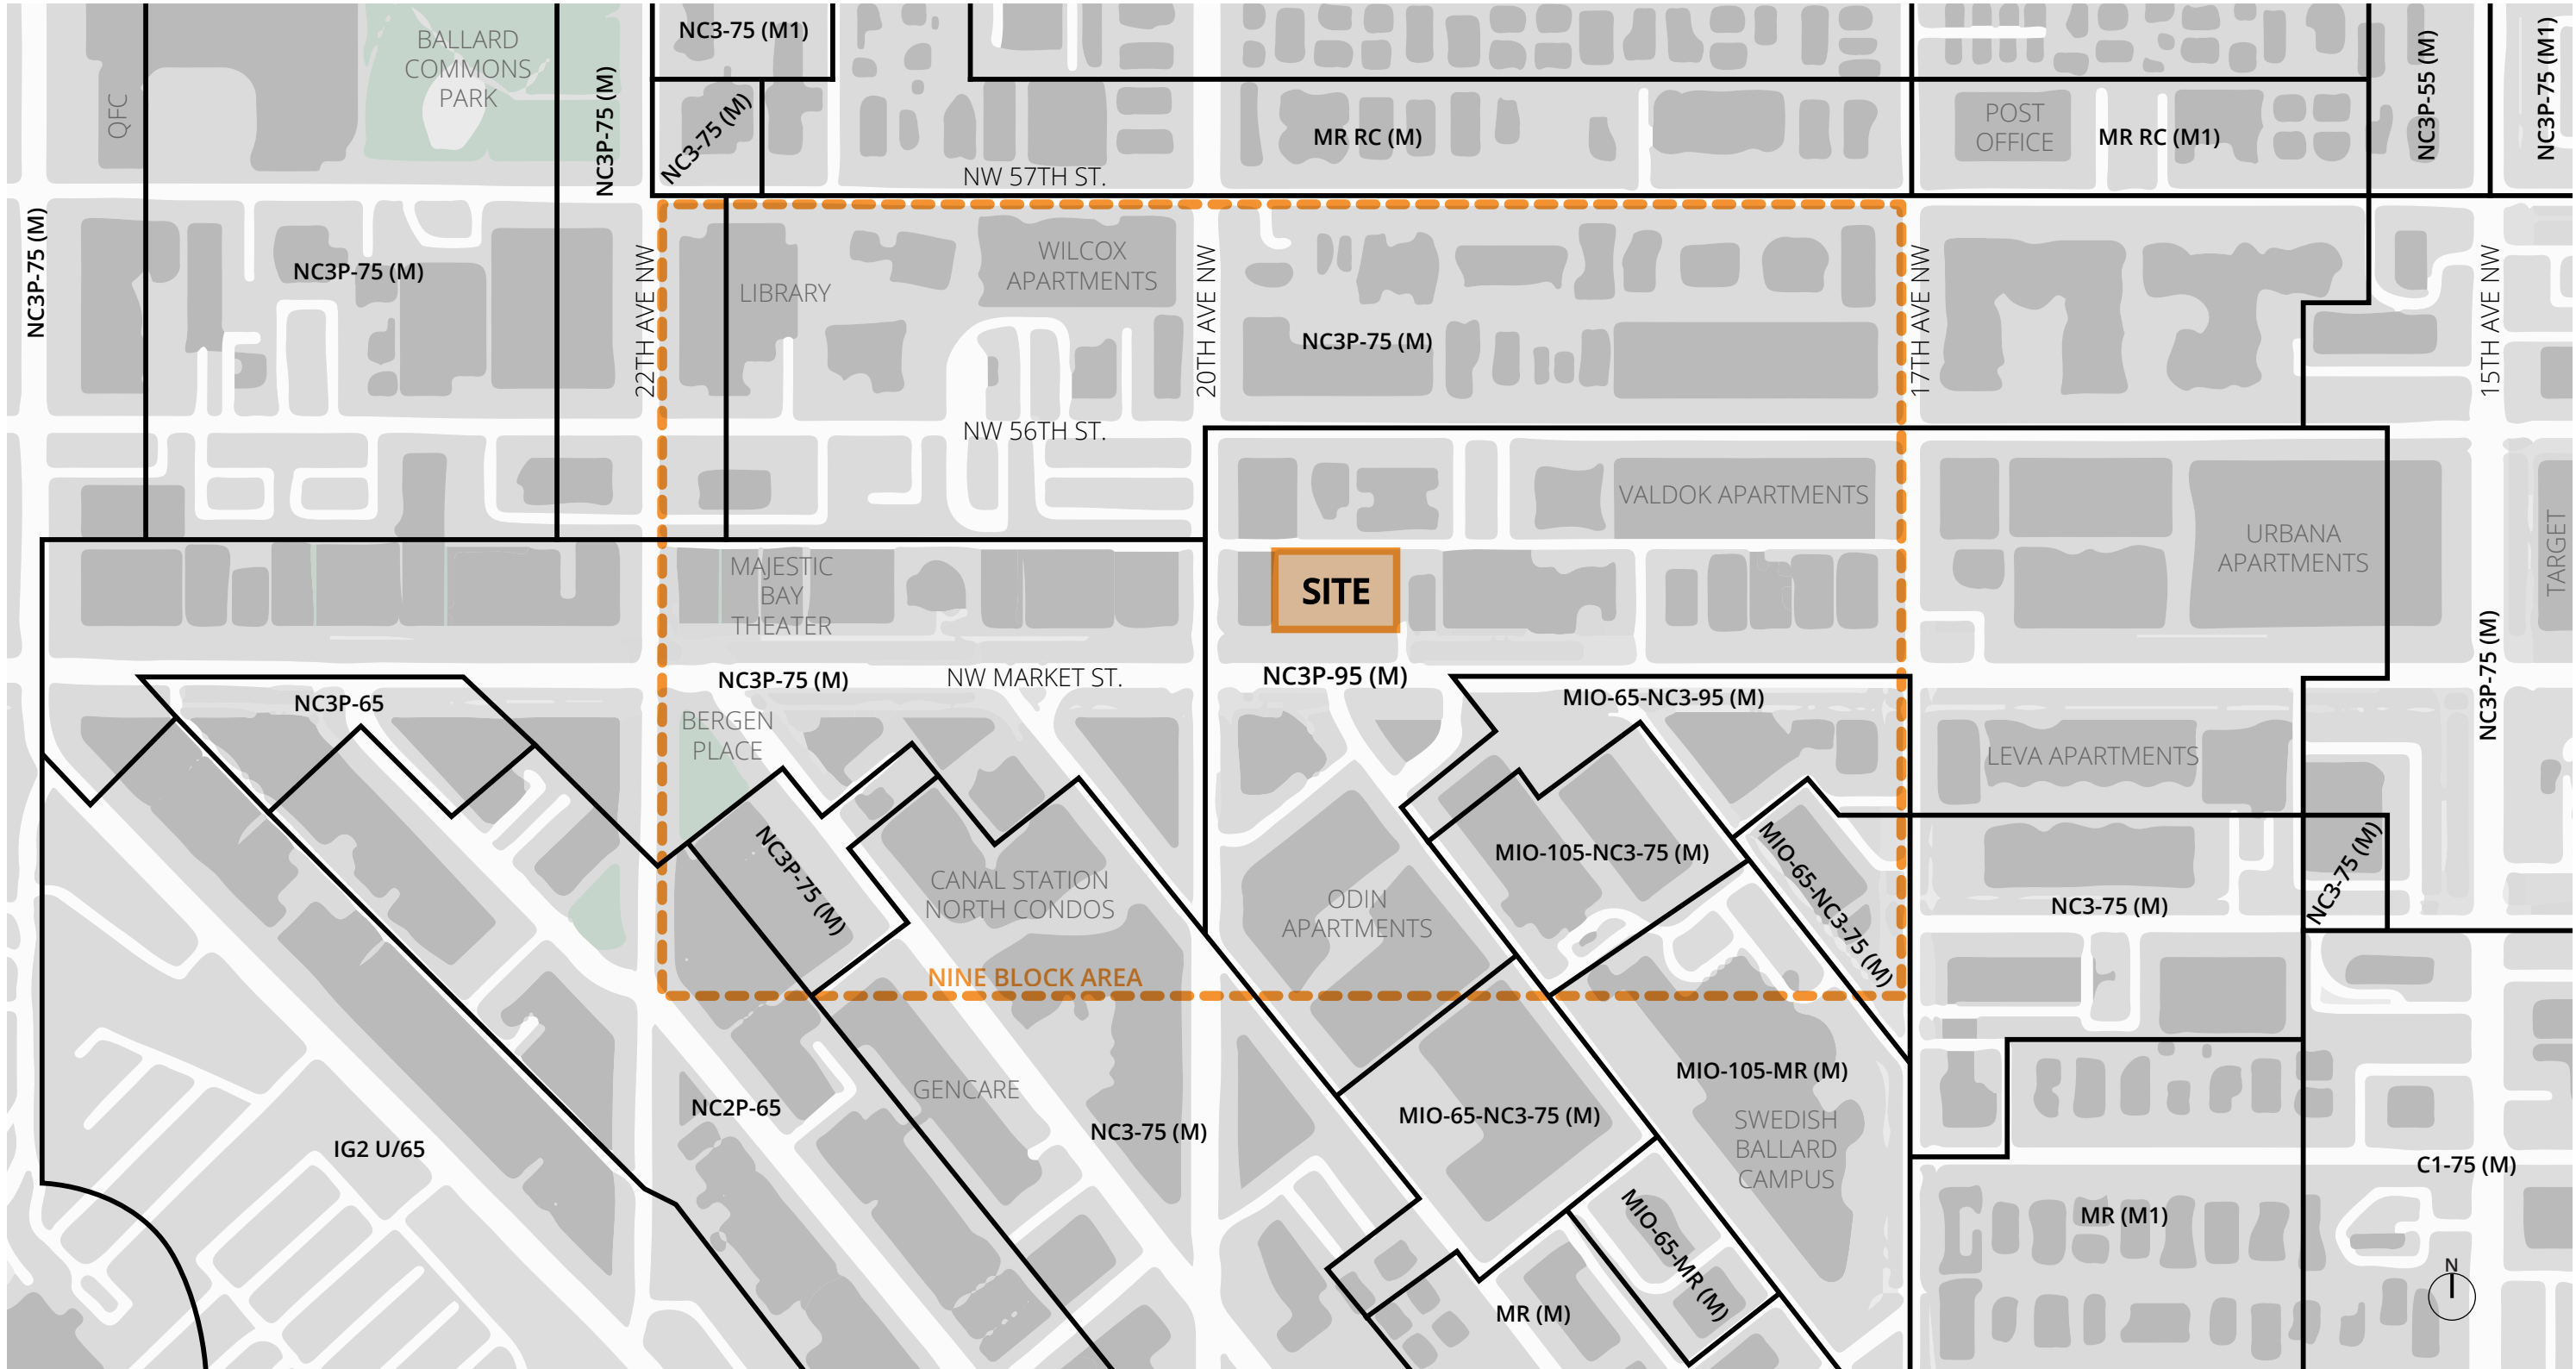 NC3-75 (M1)
BALLARD
COMMONS
PARK
QFC
NC3P-75 (M)
NC3-75 (M)
MR RC (M)
POST
OFFICE
MR RC (M1)
NC3P-55 (M)
NC3P-75 (M1)
NW 57TH ST.
NC3P-75 (M)
NC3P-75 (M)
22TH AVE NW
LIBRARY
WILCOX
APARTMENTS
20TH AVE NW
NC3P-75 (M)
17TH AVE NW
15TH AVE NW
NW 56TH ST.
VALDOK APARTMENTS
URBANA
APARTMENTS
TARGET
MAJESTIC
BAY
THEATER
SITE
NC3P-75 (M)
NW MARKET ST.
NC3P-95 (M)
NC3P-75 (M)
NC3P-65
MIO-65-NC3-95 (M)
BERGEN
PLACE
LEVA APARTMENTS
NC3P-75 (M)
CANAL STATION
NORTH CONDOS
ODIN
APARTMENTS
MIO-105-NC3-75 (M)
MIO-65-NC3-75 (M)
NC3-75 (M)
NC3-75 (M)
NINE BLOCK AREA
GENCARE
NC2P-65
NC3-75 (M)
MIO-65-NC3-75 (M)
MIO-105-MR (M)
SWEDISH
BALLARD
CAMPUS
IG2 U/65
C1-75 (M)
MR (M1)
MIO-65-MR (M)
MR (M)
N